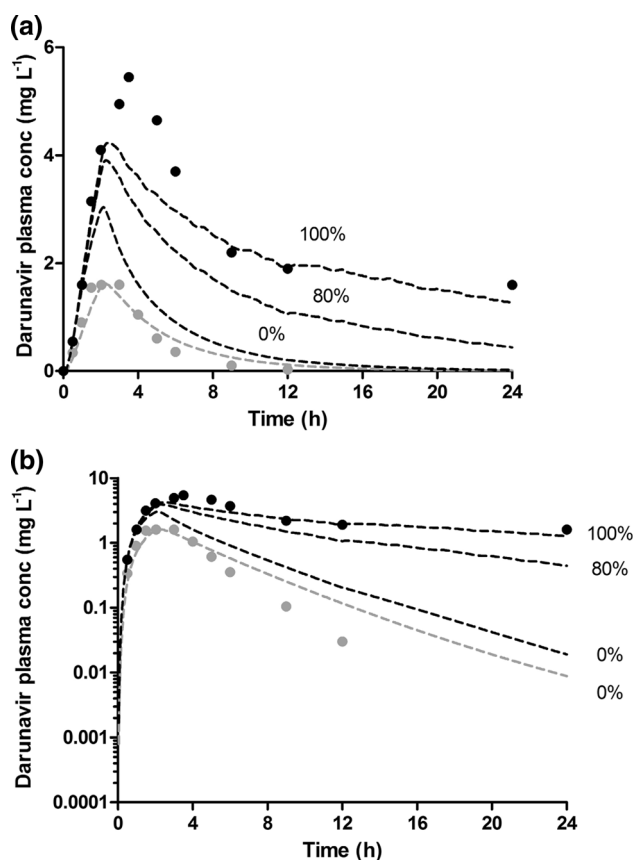 (a)
Darunavir plasma conc (mg L-1)
6
4
2
0
100%
80%
0%
0 4 8 12 16 20 24
Time (h)
(b)
Darunavir plasma conc (mg L-1)
10
1
0.1
0.01
0.001
0.0001
100%
80%
0%
0%
0 4 8 12 16 20 24
Time (h)